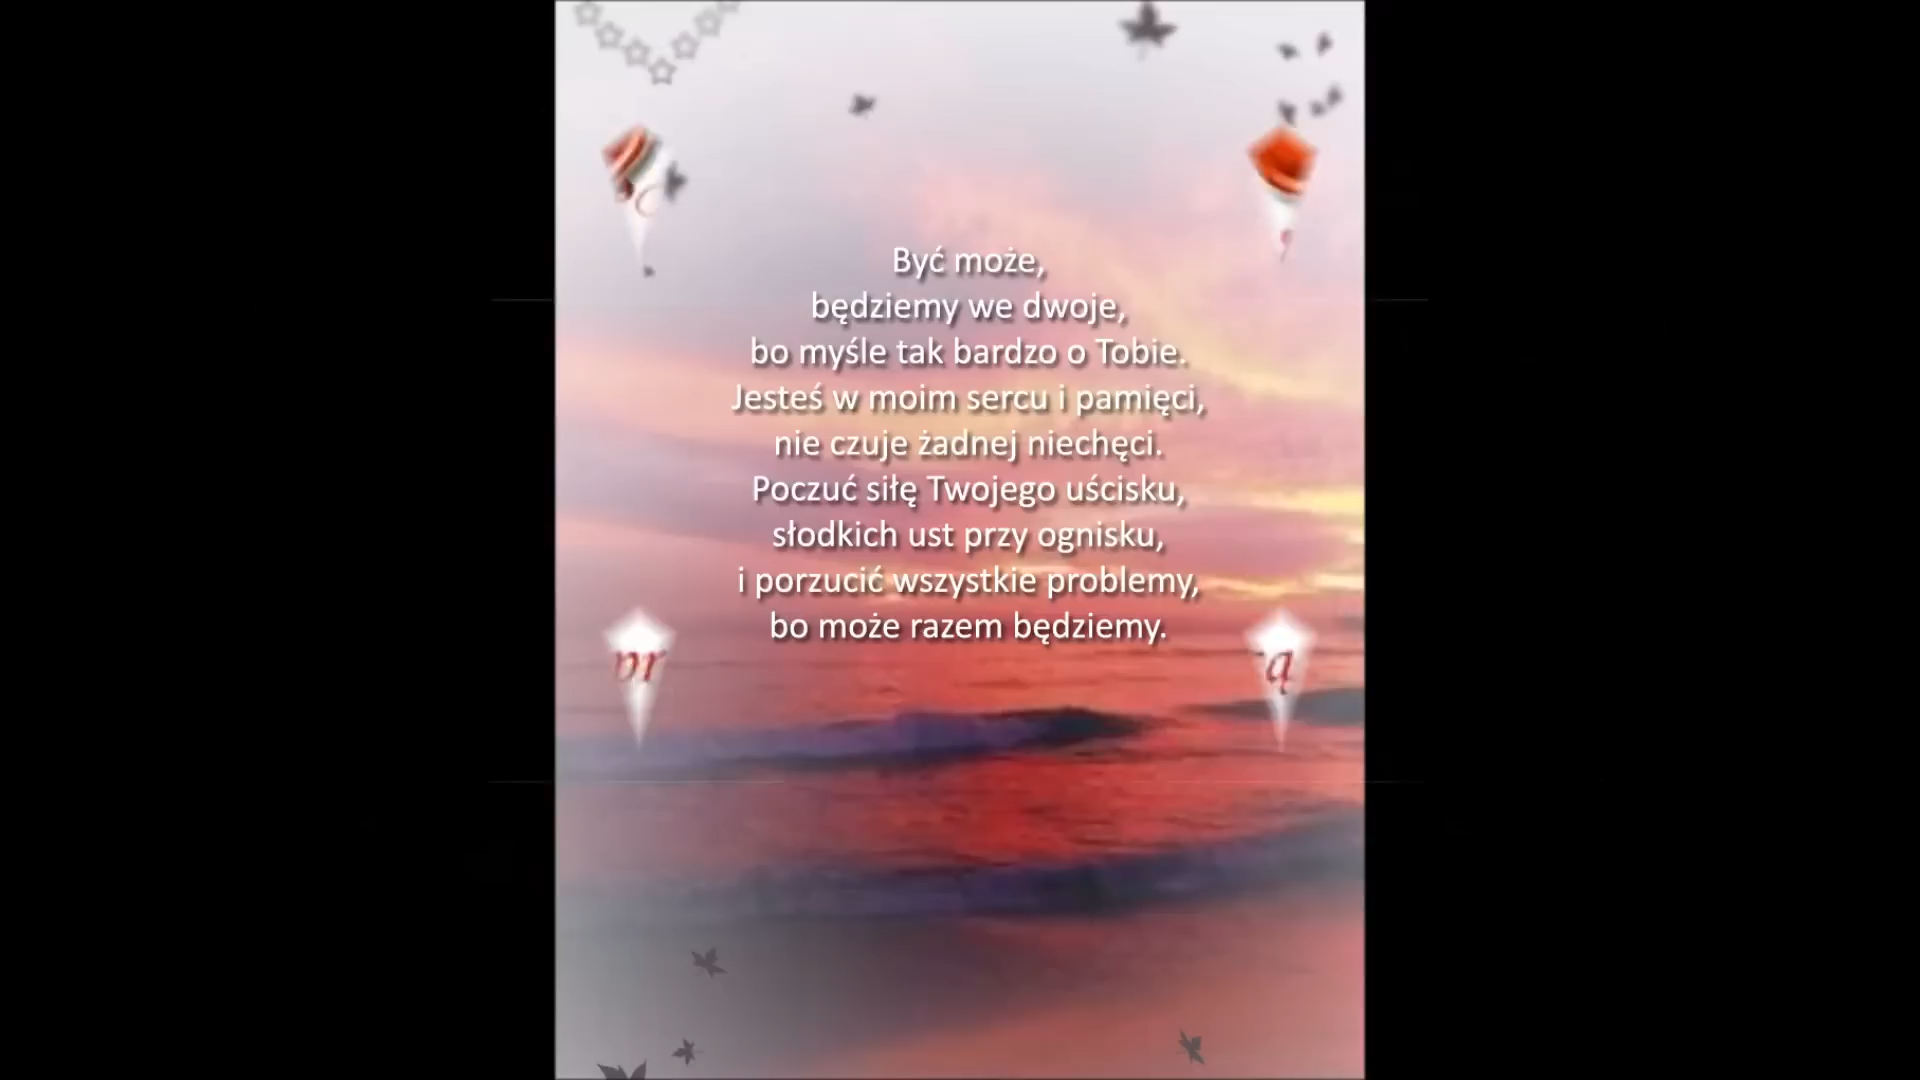 Być może,
będziemy we dwoje,
bo myśle tak bardzo o Tobie.
Jesteś w moim sercu i pamięci,
nie czuje żadnej niechęci.
Poczuć siłę Twojego uścisku,
słodkich ust przy ognisku,
i porzucić wszystkie problemy,
bo może razem będziemy.